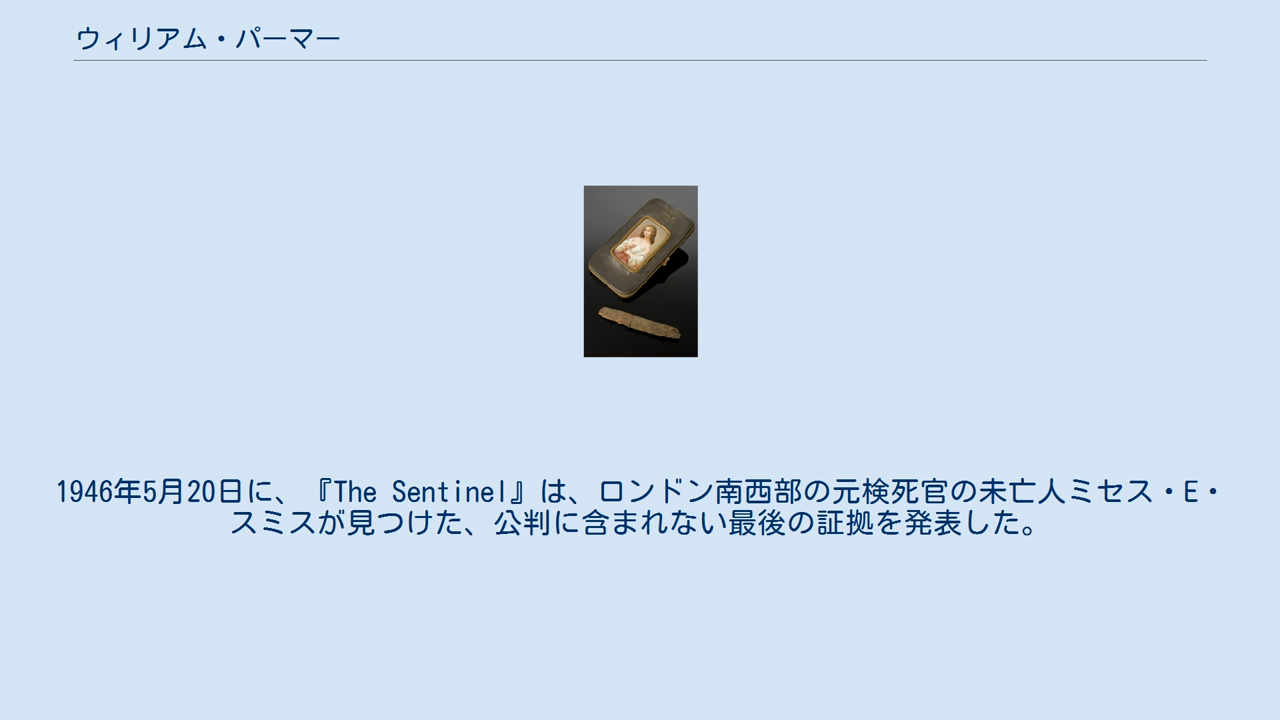 ウィリアム・パーマー
1946年5月20日に、『The Sentinel』は、ロンドン南西部の元検死官の未亡人ミセス・E・
スミスが見つけた、公判に含まれない最後の証拠を発表した。